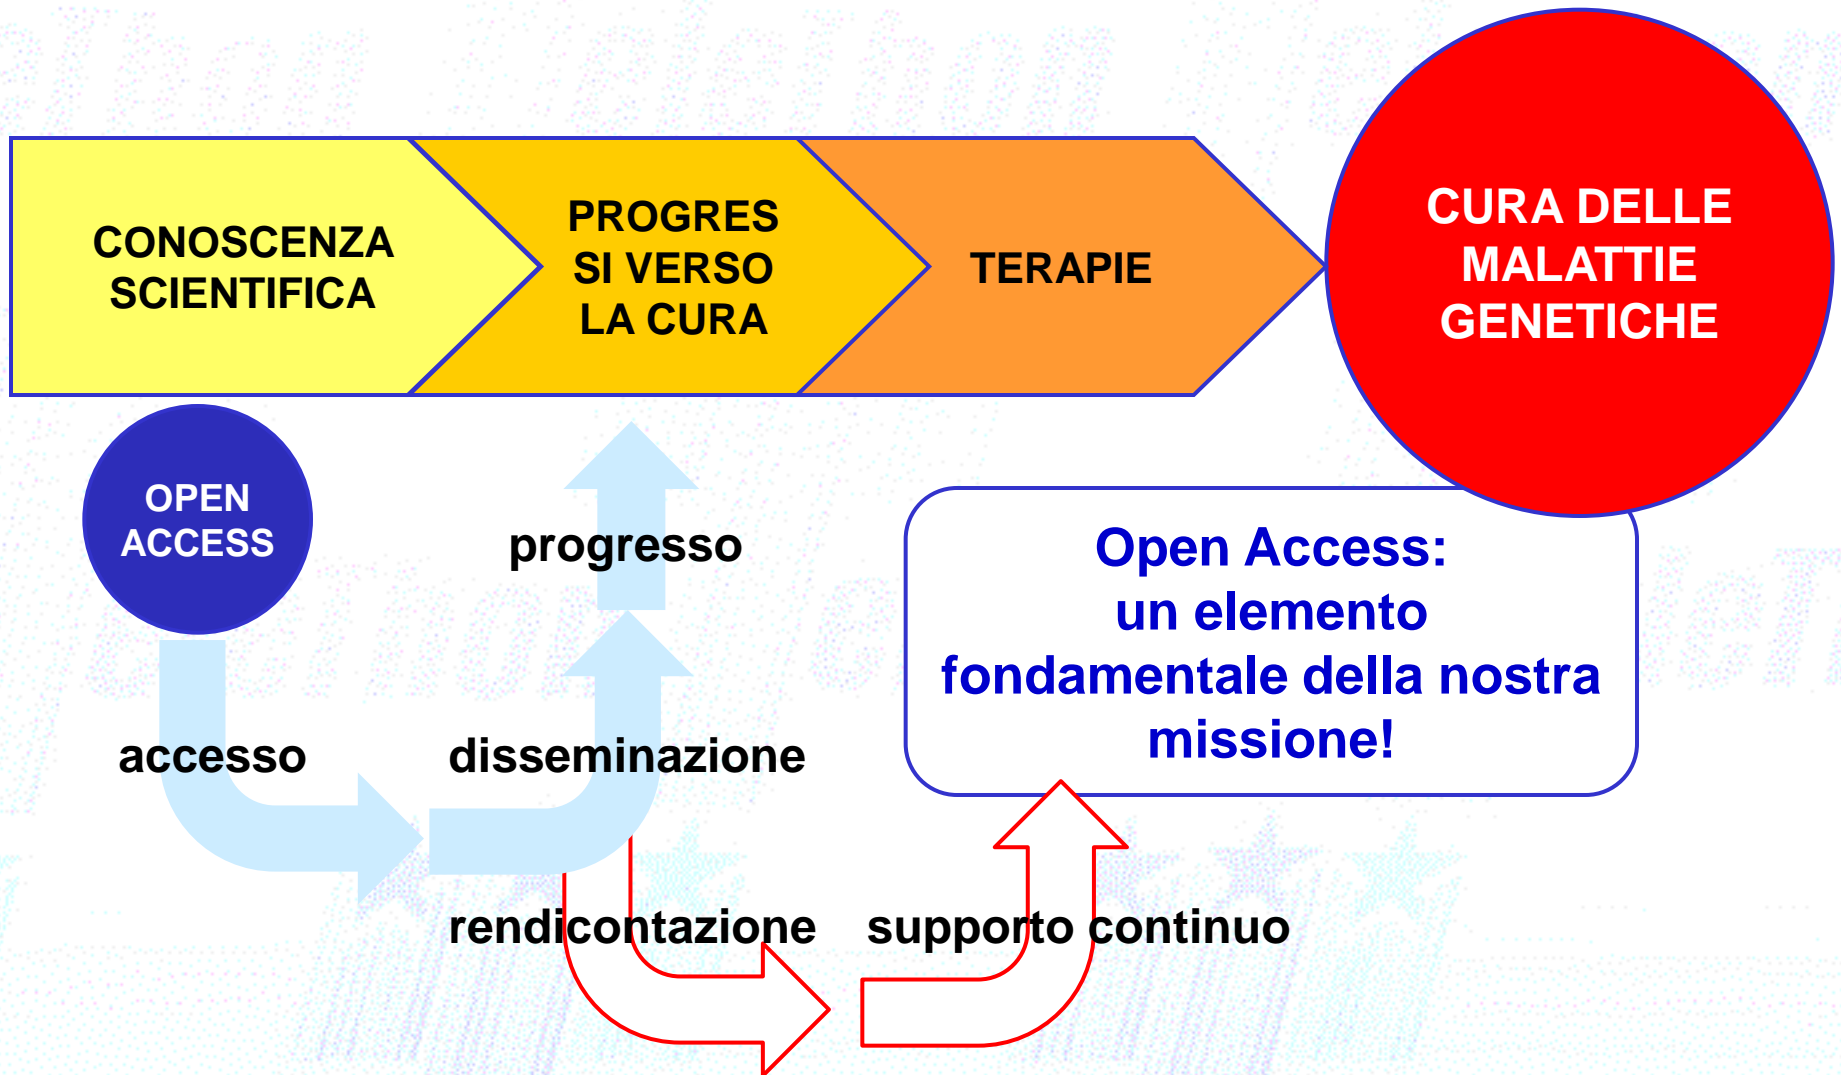 CONOSCENZA
SCIENTIFICA
PROGRES
SI VERSO
LA CURA
TERAPIE
CURA DELLE
MALATTIE
GENETICHE
OPEN
ACCESS
progresso
Open Access:
un elemento
fondamentale della nostra
missione!
accesso
disseminazione
rendicontazione
supporto continuo